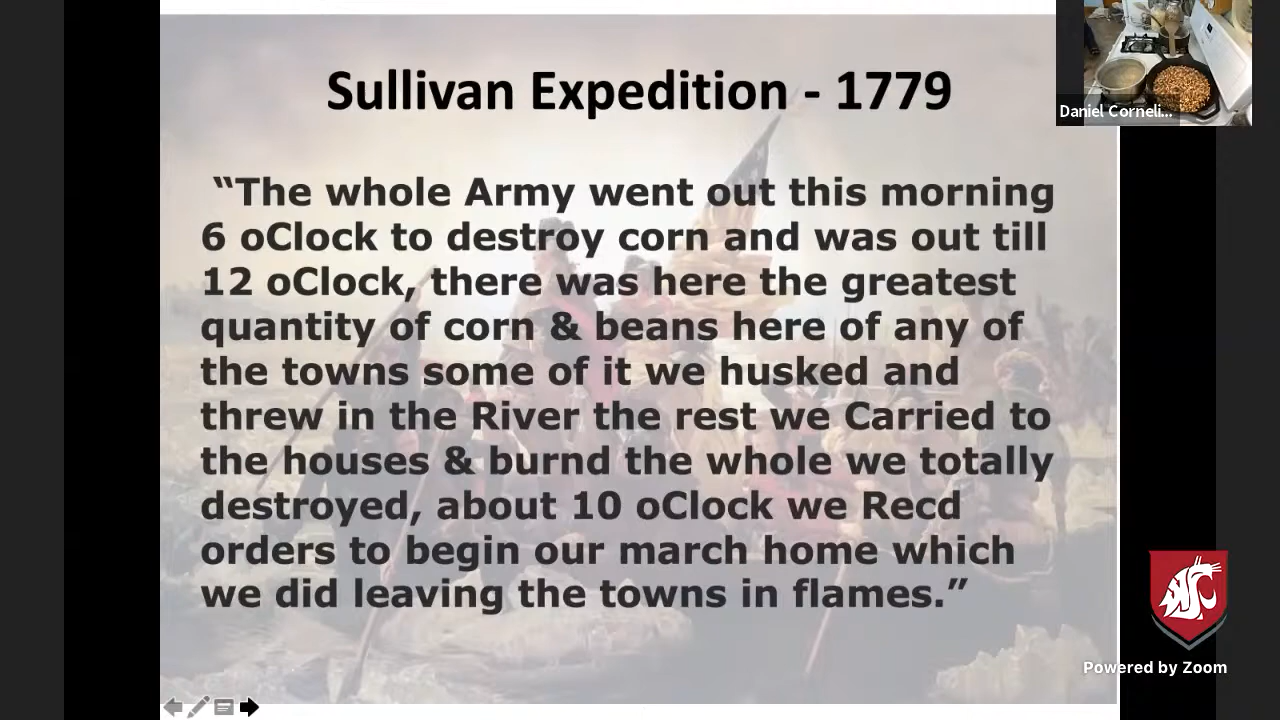 Sullivan Expedition - 1779
Daniel Corneli...
“The whole Army went out this morning
6 oClock to destroy corn and was out till
12 oClock, there was here the greatest
quantity of corn & beans here of any of
the towns some of it we husked and
threw in the River the rest we Carried to
the houses & burnd the whole we totally
destroyed, about 10 oClock we Recd
orders to begin our march home which
we did leaving the towns in flames.”
Powered by Zoom